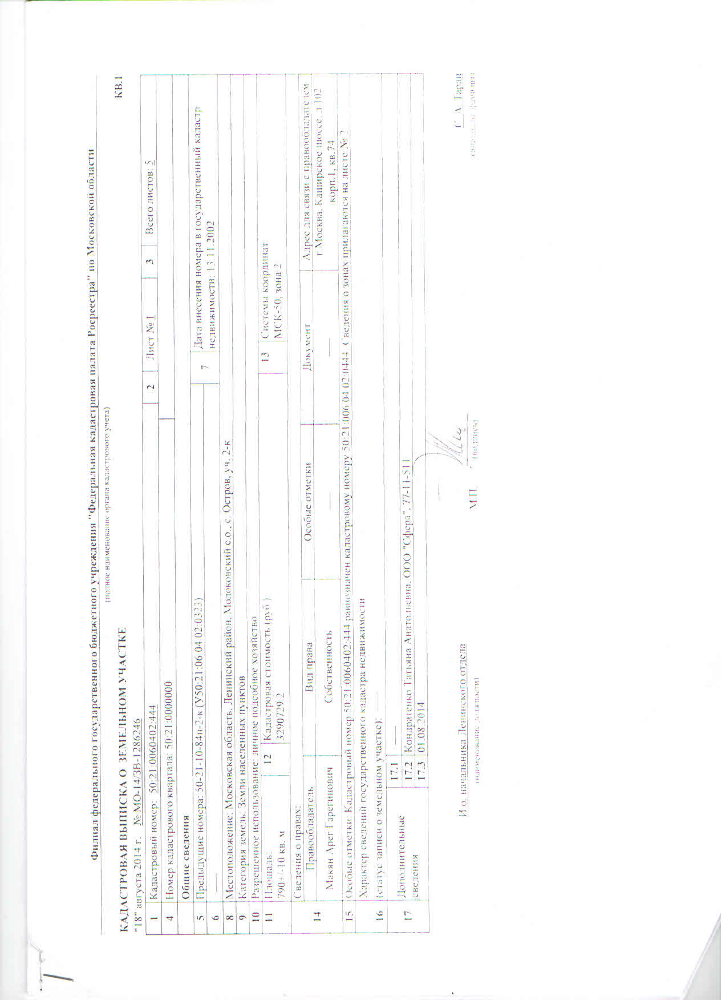 Филиал федерального государственного бюджетного учреждения "Федеральная кадастровая палата Росреестра" по Московской области
(полное наименование органа кадастрового учета)
КВ.1
КАДАСТРОВАЯ ВЫПИСКА О ЗЕМЕЛЬНОМ УЧАСТКЕ
"18" августа 2014 г. № МО-14/ЗВ-1286246
1 Кадастровый номер: 50:21:0060402:444 2 Лист № 1 3 Всего листов: 5
4 Номер кадастрового квартала: 50:21:0000000
Общие сведения
5 Предыдущие номера: 50-21-10-84н-2-к (У50:21:06 04 02:0323) 7 Дата внесения номера в государственный кадастр
6 — недвижимости: 13.11.2002
8 Местоположение: Московская область, Ленинский район, Молоковский с.о., с. Остров, уч. 2-к
9 Категория земель: Земли населенных пунктов
10 Разрешенное использование: личное подсобное хозяйство
11 Площадь: 12 Кадастровая стоимость (руб.) 13 Системы координат:
790+/-10 кв.м 3290729.2 МСК-50, зона 2
14 Сведения о правах:
Правообладатель Вид права Особые отметки Документ Адрес для связи с правообладателем
Макян Арег Гарегинович Собственность — — г.Москва, Каширское шоссе, д.102
корп.1, кв.74
15 Особые отметки: Кадастровый номер 50:21:0060402:444 равнозначен кадастровому номеру 50:21:006 04 02:0444. Сведения о зонах прилагаются на листе № 2
Характер сведений государственного кадастра недвижимости
16 (статус записи о земельном участке): —
17 Дополнительные сведения
17.1 —
17.2 Кондратенко Татьяна Анатольевна, ООО "Сфера", 77-11-511
17.3 01.08.2014
И.о. начальника Ленинского отдела С. А. Таран
(наименование должности) М.П. (подпись) (инициалы, фамилия)